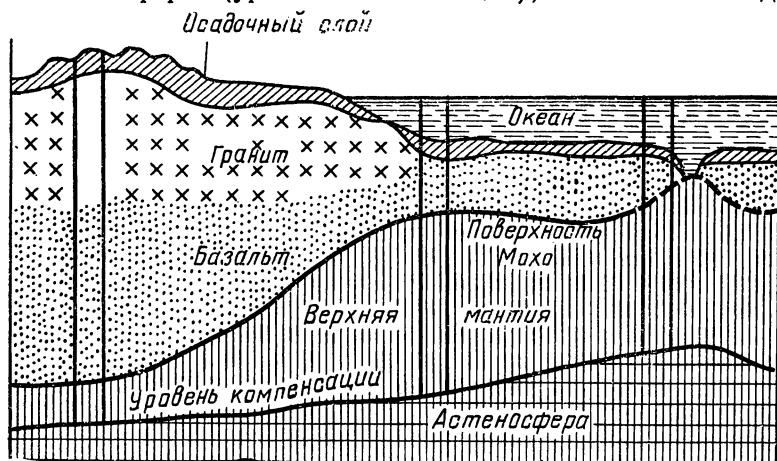 Осадочный слой
Океан
Гранит
Поверхность
Мохо
Базальт
Верхняя мантия
Уровень компенсации
Астеносфера